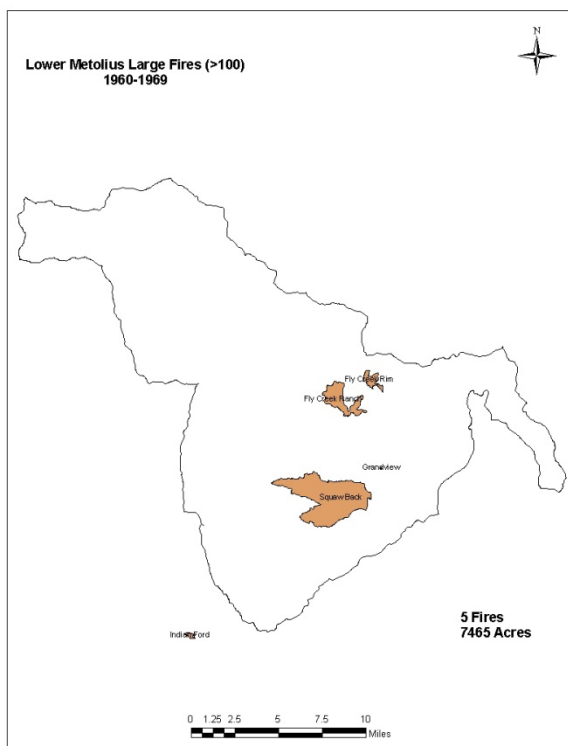 N
Lower Metolius Large Fires (>100)
1960-1969
Fly Creek Rim
Fly Creek Ranch
Grandview
Squaw Back
Indian Ford
5 Fires
7465 Acres
0 1.25 2.5 5 7.5 10
Miles